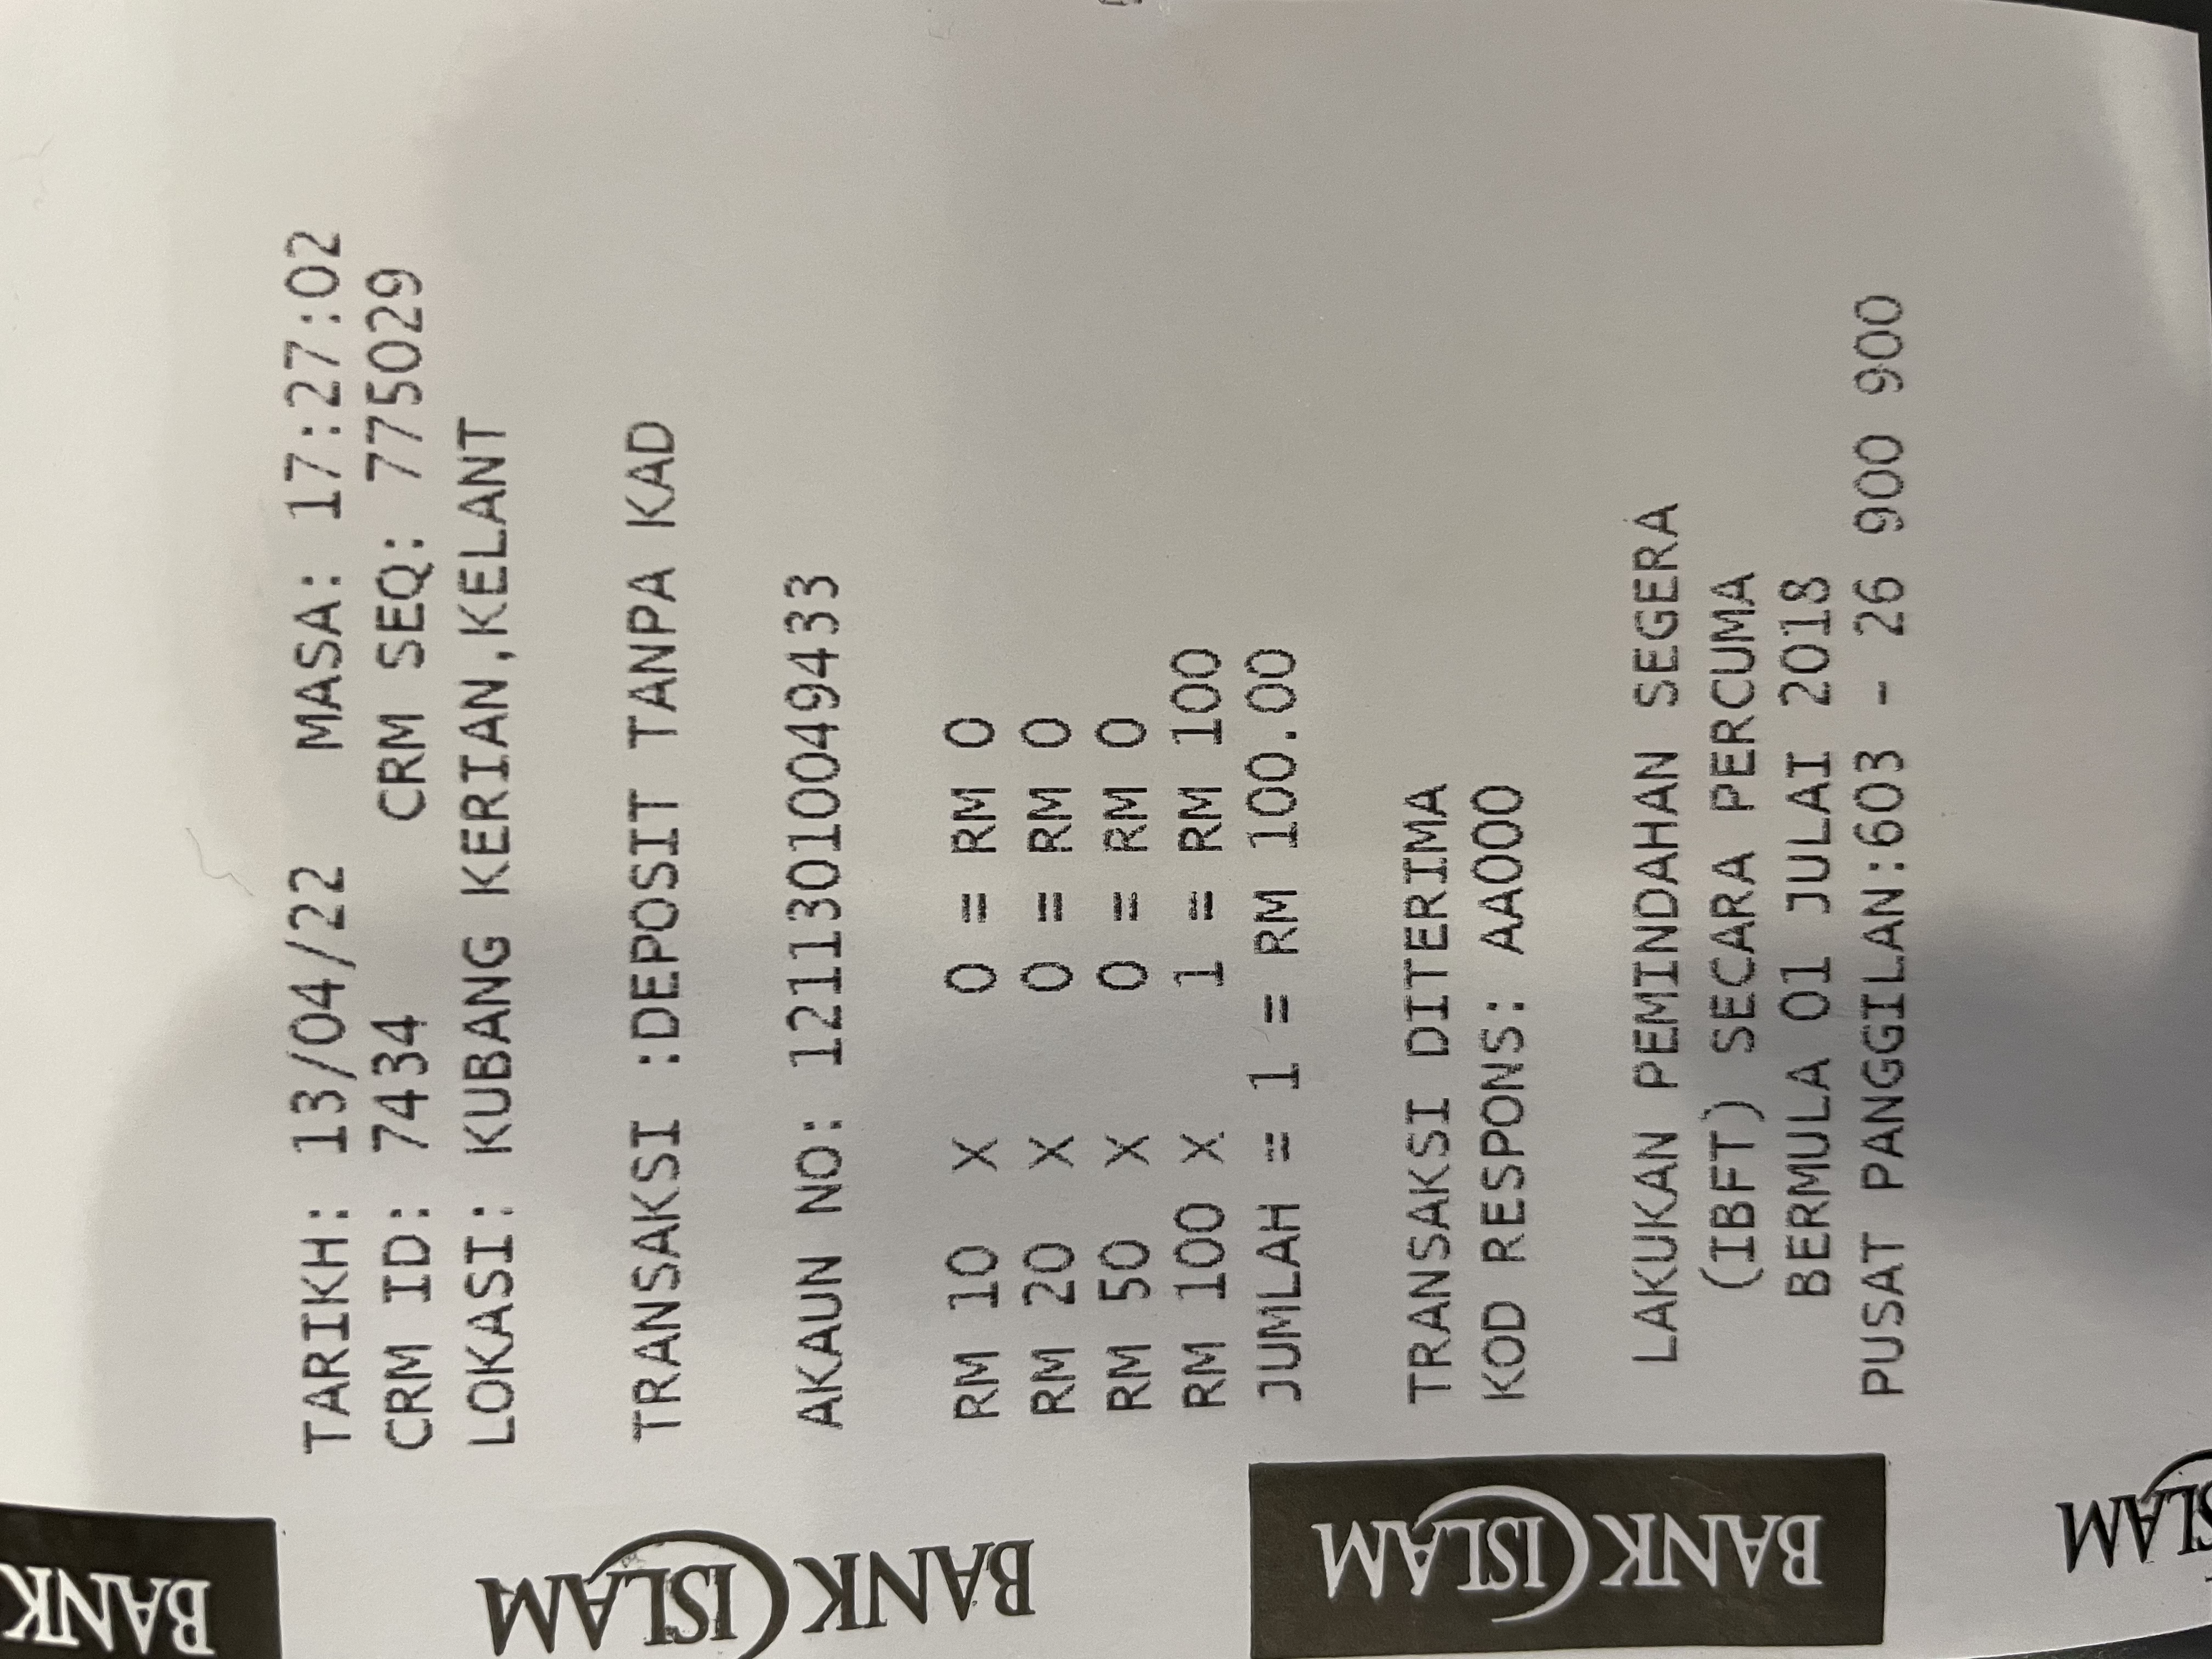 TARIKH: 13/04/22 MASA: 17:27:02
CRM ID: 7434 CRM SEQ: 775029
LOKASI: KUBANG KERIAN,KELANT
TRANSAKSI :DEPOSIT TANPA KAD
AKAUN NO: 12113010049433
RM 10 X 0 = RM 0
RM 20 X 0 = RM 0
RM 50 X 0 = RM 0
RM 100 X 1 = RM 100
JUMLAH = 1 = RM 100.00
TRANSAKSI DITERIMA
KOD RESPONS: AA000
LAKUKAN PEMINDAHAN SEGERA
(IBFT) SECARA PERCUMA
BERMULA 01 JULAI 2018
PUSAT PANGGILAN:603 - 26 900 900
BANK
BANK ISLAM
BANK ISLAM
SLAM